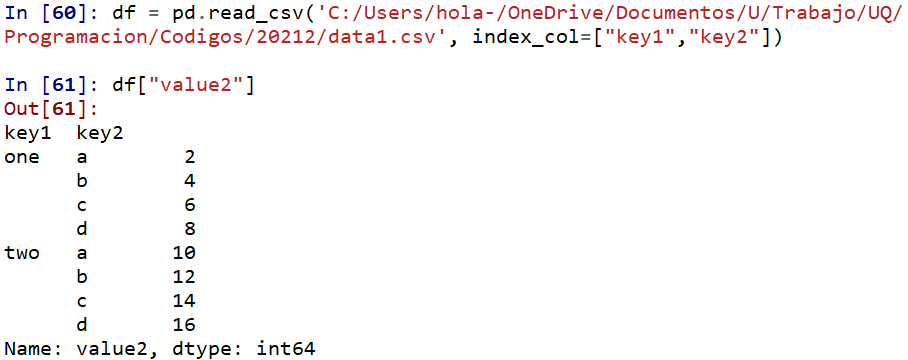 In [60]: df = pd.read_csv('C:/Users/hola-/OneDrive/Documentos/U/Trabajo/UQ/
Programacion/Codigos/20212/data1.csv', index_col=["key1","key2"])
In [61]: df["value2"]
Out[61]:
key1 key2
one a 2
b 4
c 6
d 8
two a 10
b 12
c 14
d 16
Name: value2, dtype: int64